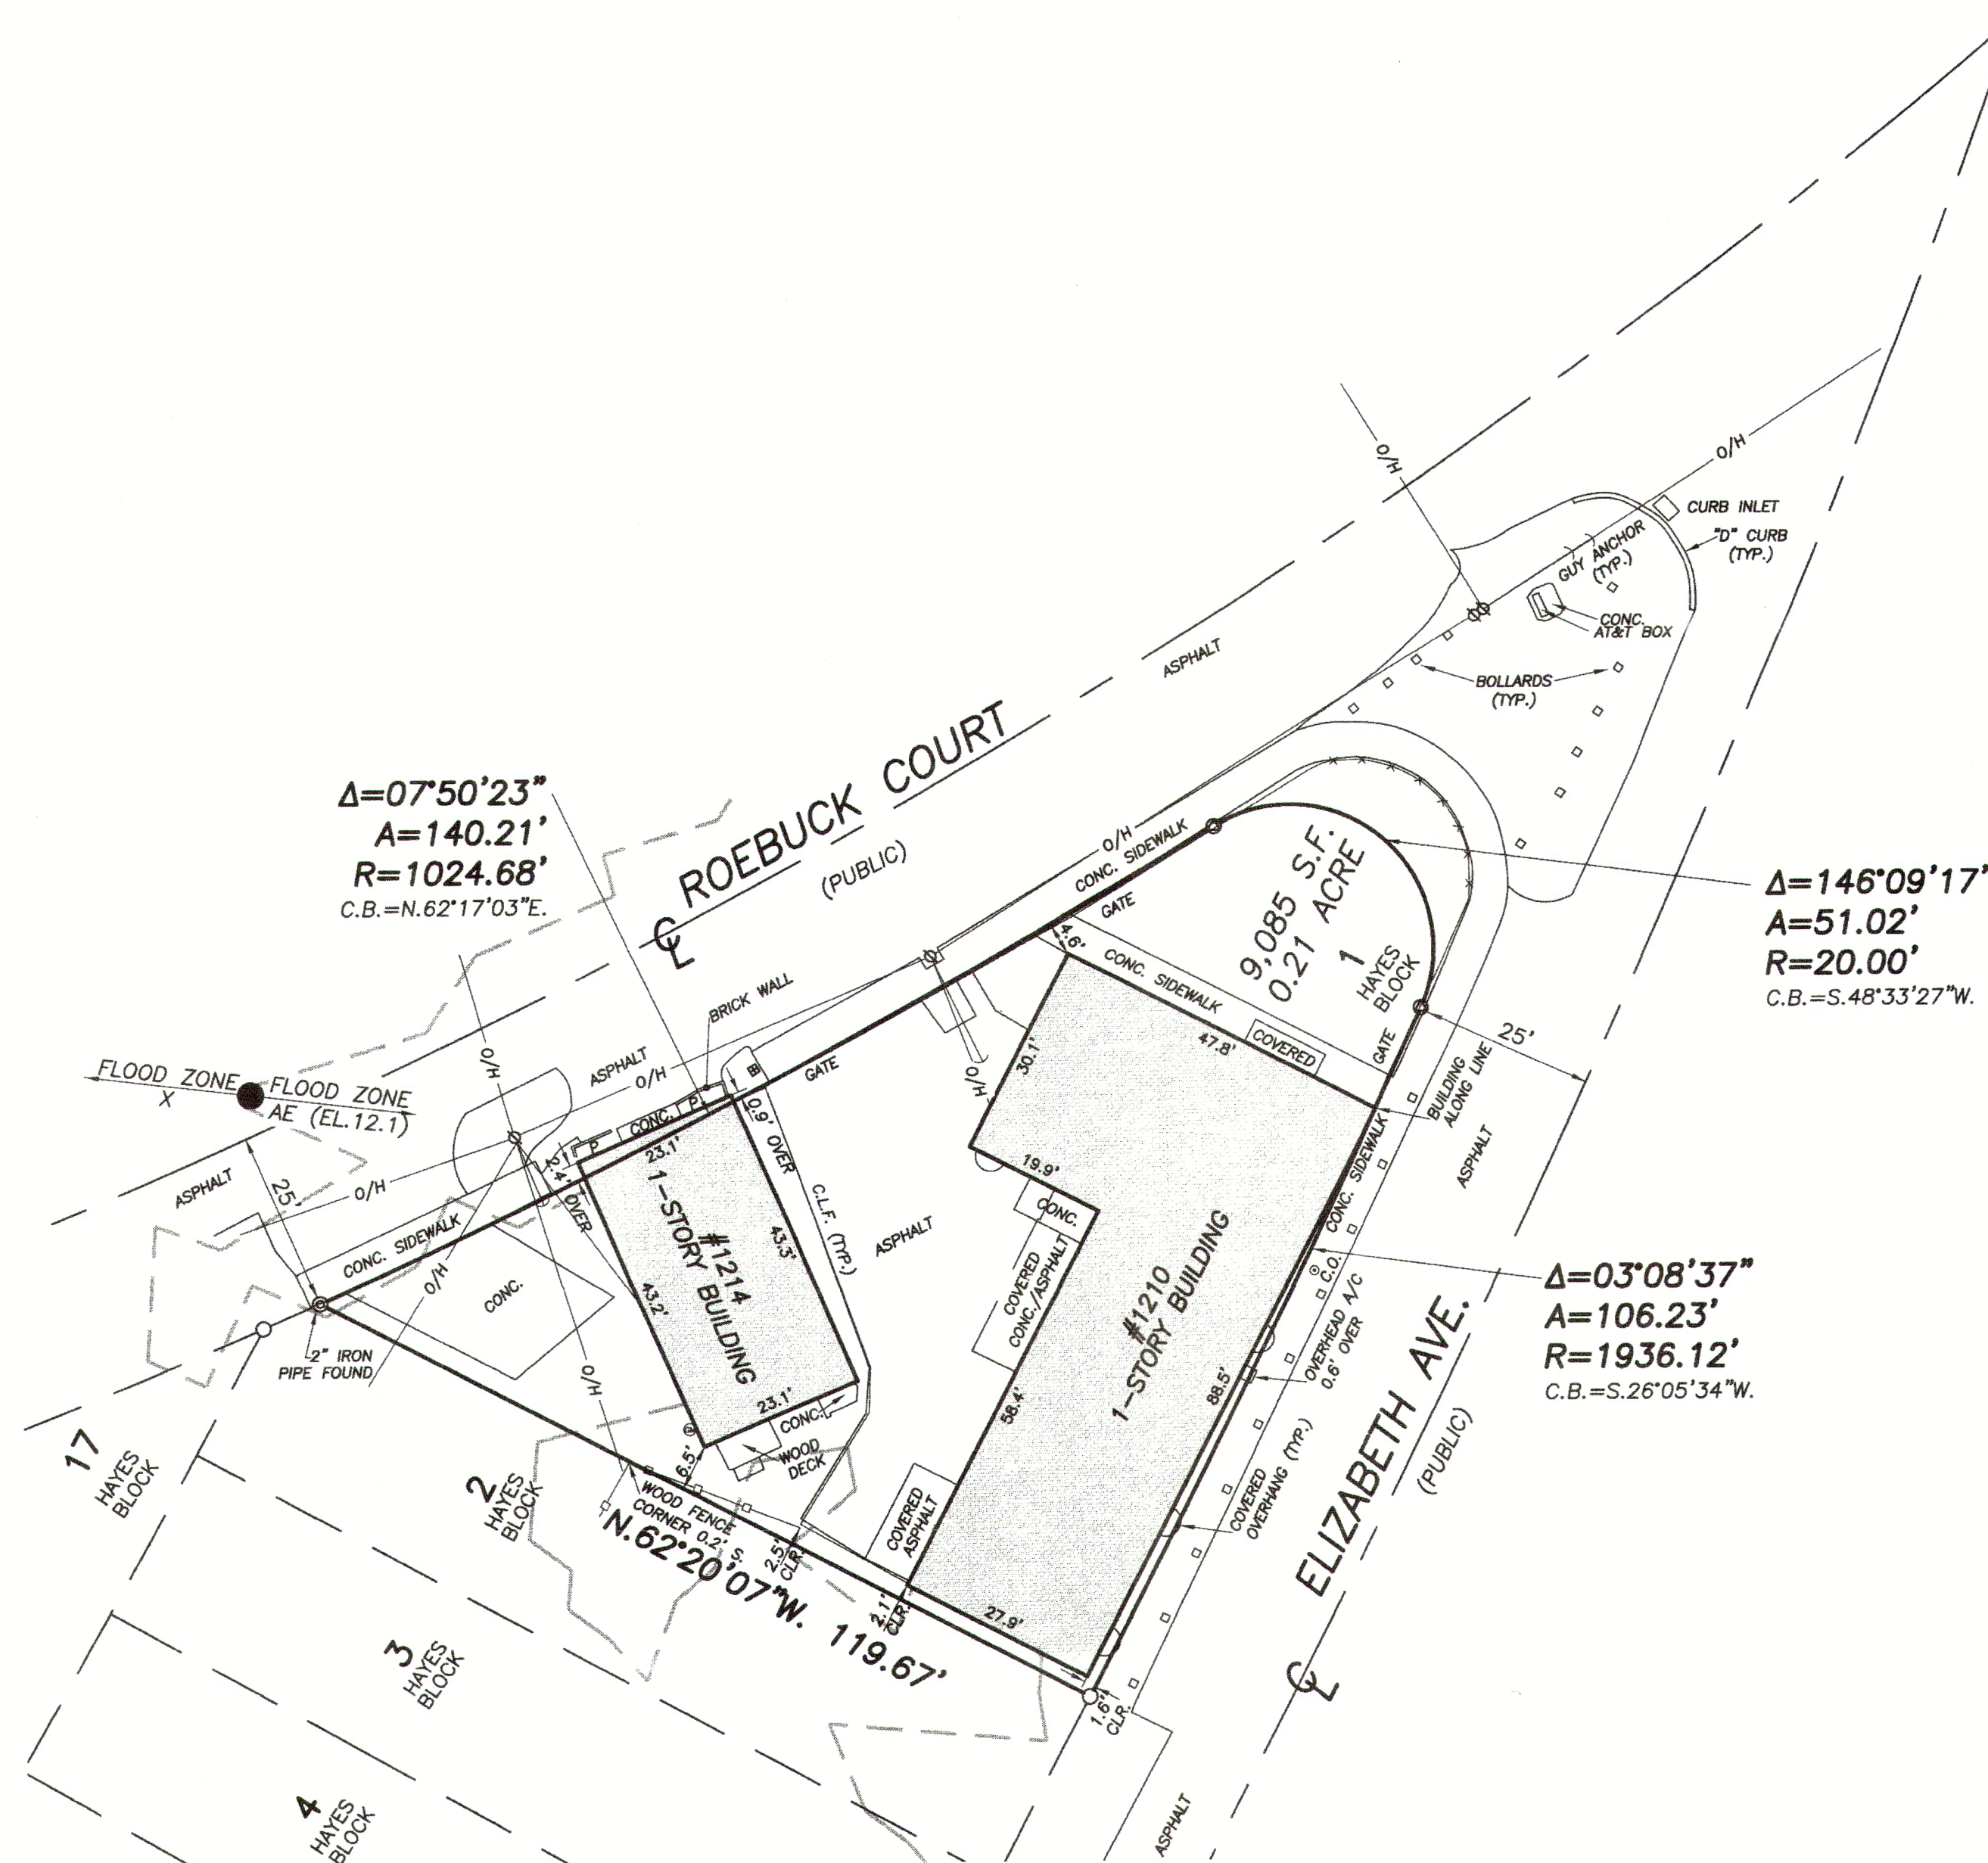 O/H
O/H
CURB INLET
"D" CURB
(TYP.)
GUY ANCHOR
(TYP.)
CONC.
AT&T BOX
BOLLARDS
(TYP.)
ASPHALT
ROEBUCK COURT
(PUBLIC)
CL
Δ=07°50'23"
A=140.21'
R=1024.68'
C.B.=N.62°17'03"E.
O/H
CONC. SIDEWALK
GATE
9,085 S.F.
0.21 ACRE
1
HAYES
BLOCK
Δ=146°09'17"
A=51.02'
R=20.00'
C.B.=S.48°33'27"W.
4.6'
CONC. SIDEWALK
COVERED
47.8'
GATE
25'
BUILDING
ALONG LINE
BRICK WALL
ASPHALT
O/H
O/H
GATE
30.1'
O/H
FLOOD ZONE
X
FLOOD ZONE
AE (EL.12.1)
CONC.
P
P
23.1'
0.9' OVER
2.4' OVER
ASPHALT
25'
O/H
CONC. SIDEWALK
O/H
CONC.
2" IRON
PIPE FOUND
#1214
1-STORY BUILDING
43.3'
43.2'
23.1'
C.L.F. (TYP.)
ASPHALT
19.9'
CONC.
COVERED
CONC./ASPHALT
CONC. SIDEWALK
ASPHALT
C.O.
OVERHEAD A/C
0.6' OVER
Δ=03°08'37"
A=106.23'
R=1936.12'
C.B.=S.26°05'34"W.
#1210
1-STORY BUILDING
88.5'
58.4'
O/H
CONC.
WOOD
DECK
6.5'
WOOD FENCE
CORNER 0.2' S.
2.5'
CLR.
COVERED
ASPHALT
COVERED
OVERHANG (TYP.)
ELIZABETH AVE.
(PUBLIC)
CL
N.62°20'07"W. 119.67'
2.1'
CLR.
27.9'
1.6'
CLR.
ASPHALT
17
HAYES
BLOCK
2
HAYES
BLOCK
3
HAYES
BLOCK
4
HAYES
BLOCK